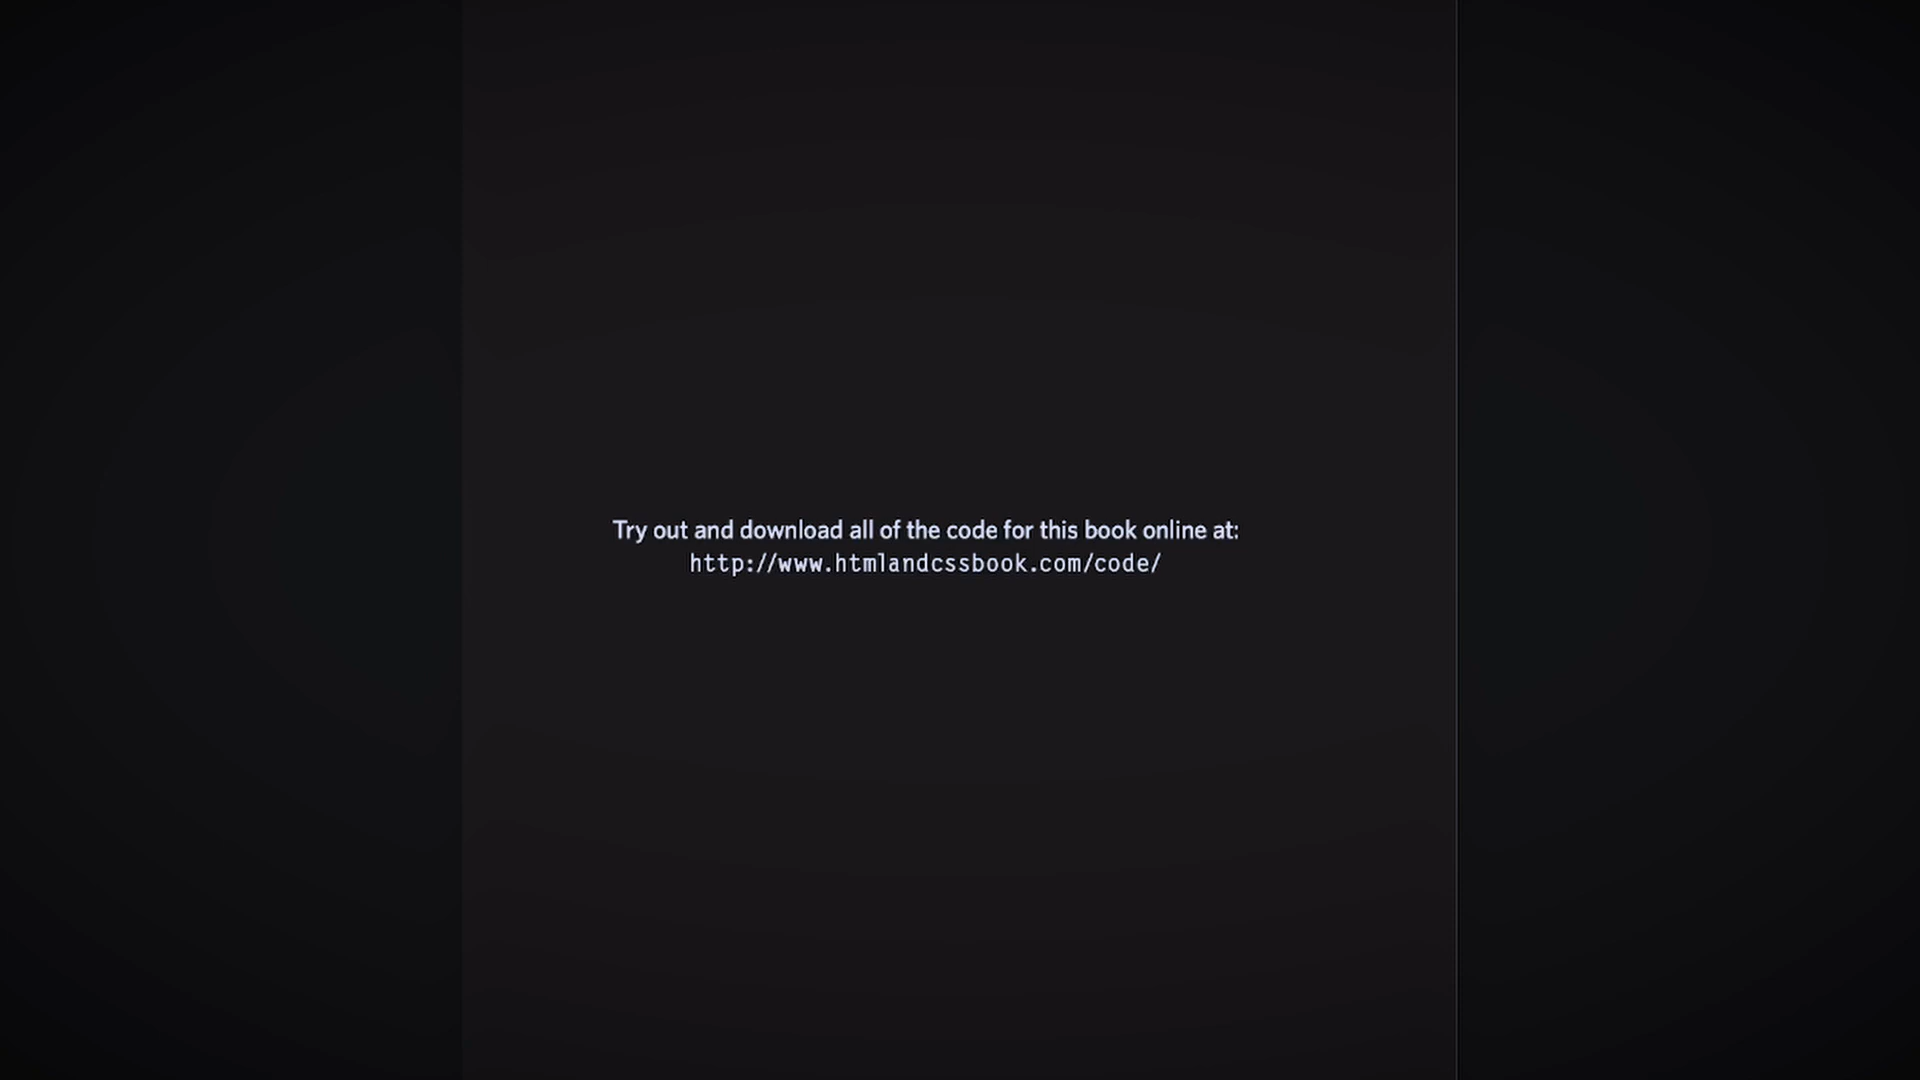 Try out and download all of the code for this book online at:
http://www.htmlandcssbook.com/code/